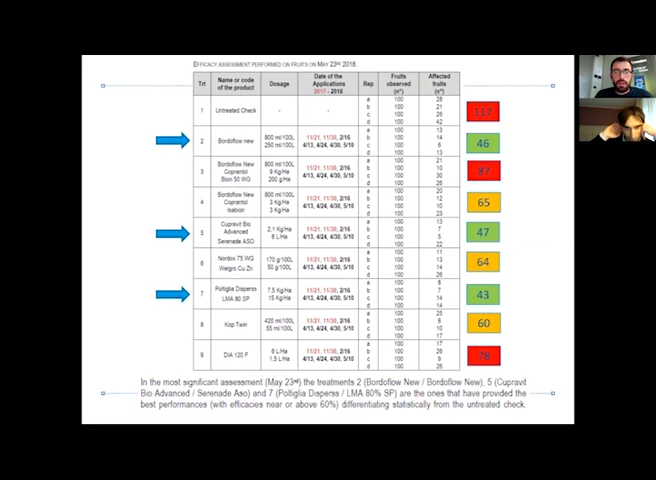 EFFICACY ASSESSMENT PERFORMED ON FRUITS ON MAY 23RD 2018.
Trt Name or code of the product Dosage Date of the Applications 2017 - 2018 Rep Fruits observed (n°) Affected fruits (n°)
1 Untreated Check - -
a 100 28
b 100 21
c 100 26
d 100 42
117
2 Bordoflow new 800 ml/100L 250 ml/100L 11/21, 11/30, 2/16 4/13, 4/24, 4/30, 5/10
a 100 13
b 100 14
c 100 6
d 100 13
46
3 Bordoflow New Coprantol Bion 50 WG 800 ml/100L 9 Kg/Ha 200 g/Ha 11/21, 11/30, 2/16 4/13, 4/24, 4/30, 5/10
a 100 21
b 100 10
c 100 30
d 100 26
87
4 Bordoflow New Coprantol Isabion 800 ml/100L 3 Kg/Ha 3 Kg/Ha 11/21, 11/30, 2/16 4/13, 4/24, 4/30, 5/10
a 100 20
b 100 12
c 100 10
d 100 23
65
5 Cupravit Bio Advanced Serenade ASO 2,1 Kg/Ha 8 L/Ha 11/21, 11/30, 2/16 4/13, 4/24, 4/30, 5/10
a 100 13
b 100 7
c 100 5
d 100 22
47
6 Nordox 75 WG Welgro Cu Zn 170 g/100L 50 g/100L 11/21, 11/30, 2/16 4/13, 4/24, 4/30, 5/10
a 100 11
b 100 13
c 100 14
d 100 26
64
7 Poltiglia Disperss LMA 80 SP 7,5 Kg/Ha 15 Kg/Ha 11/21, 11/30, 2/16 4/13, 4/24, 4/30, 5/10
a 100 8
b 100 7
c 100 14
d 100 14
43
8 Kop Twin 420 ml/100L 55 ml/100L 11/21, 11/30, 2/16 4/13, 4/24, 4/30, 5/10
a 100 25
b 100 8
c 100 10
d 100 17
60
9 DIA 120 F 6 L/Ha 1,5 L/Ha 11/21, 11/30, 2/16 4/13, 4/24, 4/30, 5/10
a 100 17
b 100 26
c 100 9
d 100 26
78
In the most significant assessment (May 23rd) the treatments 2 (Bordoflow New / Bordoflow New), 5 (Cupravit
Bio Advanced / Serenade Aso) and 7 (Poltiglia Disperss / LMA 80% SP) are the ones that have provided the
best performances (with efficacies near or above 60%) differentiating statistically from the untreated check.